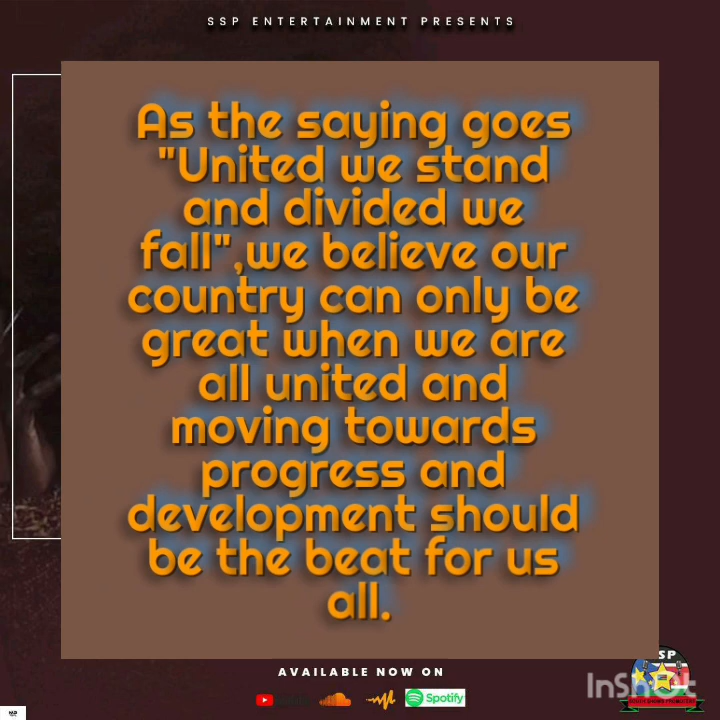 SSP ENTERTAINMENT PRESENTS
As the saying goes
"United we stand
and divided we
fall",we believe our
country can only be
great when we are
all united and
moving towards
progress and
development should
be the beat for us
all.
AVAILABLE NOW ON
Spotify
SP
InShot